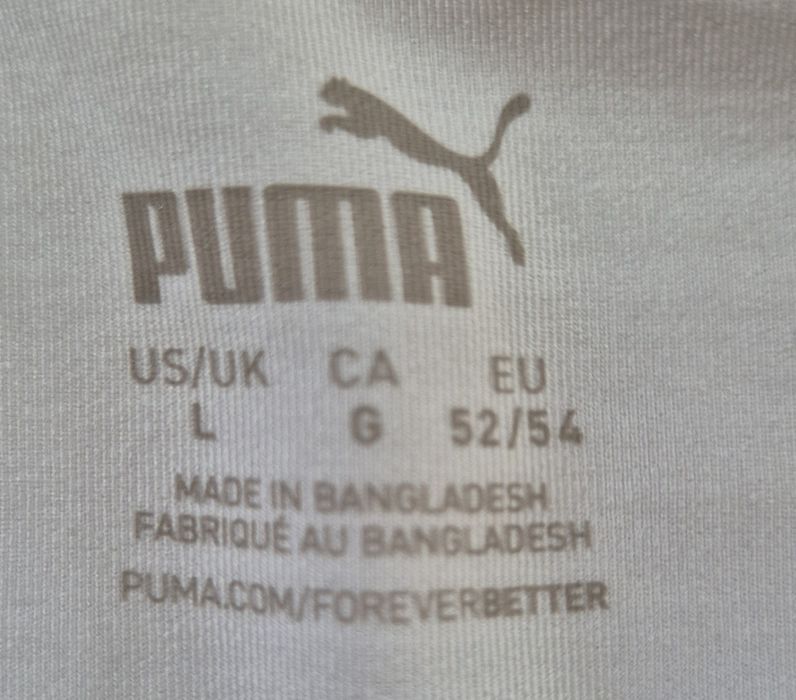 PUMA
US/UK CA EU
L G 52/54
MADE IN BANGLADESH
FABRIQUÉ AU BANGLADESH
PUMA.COM/FOREVERBETTER